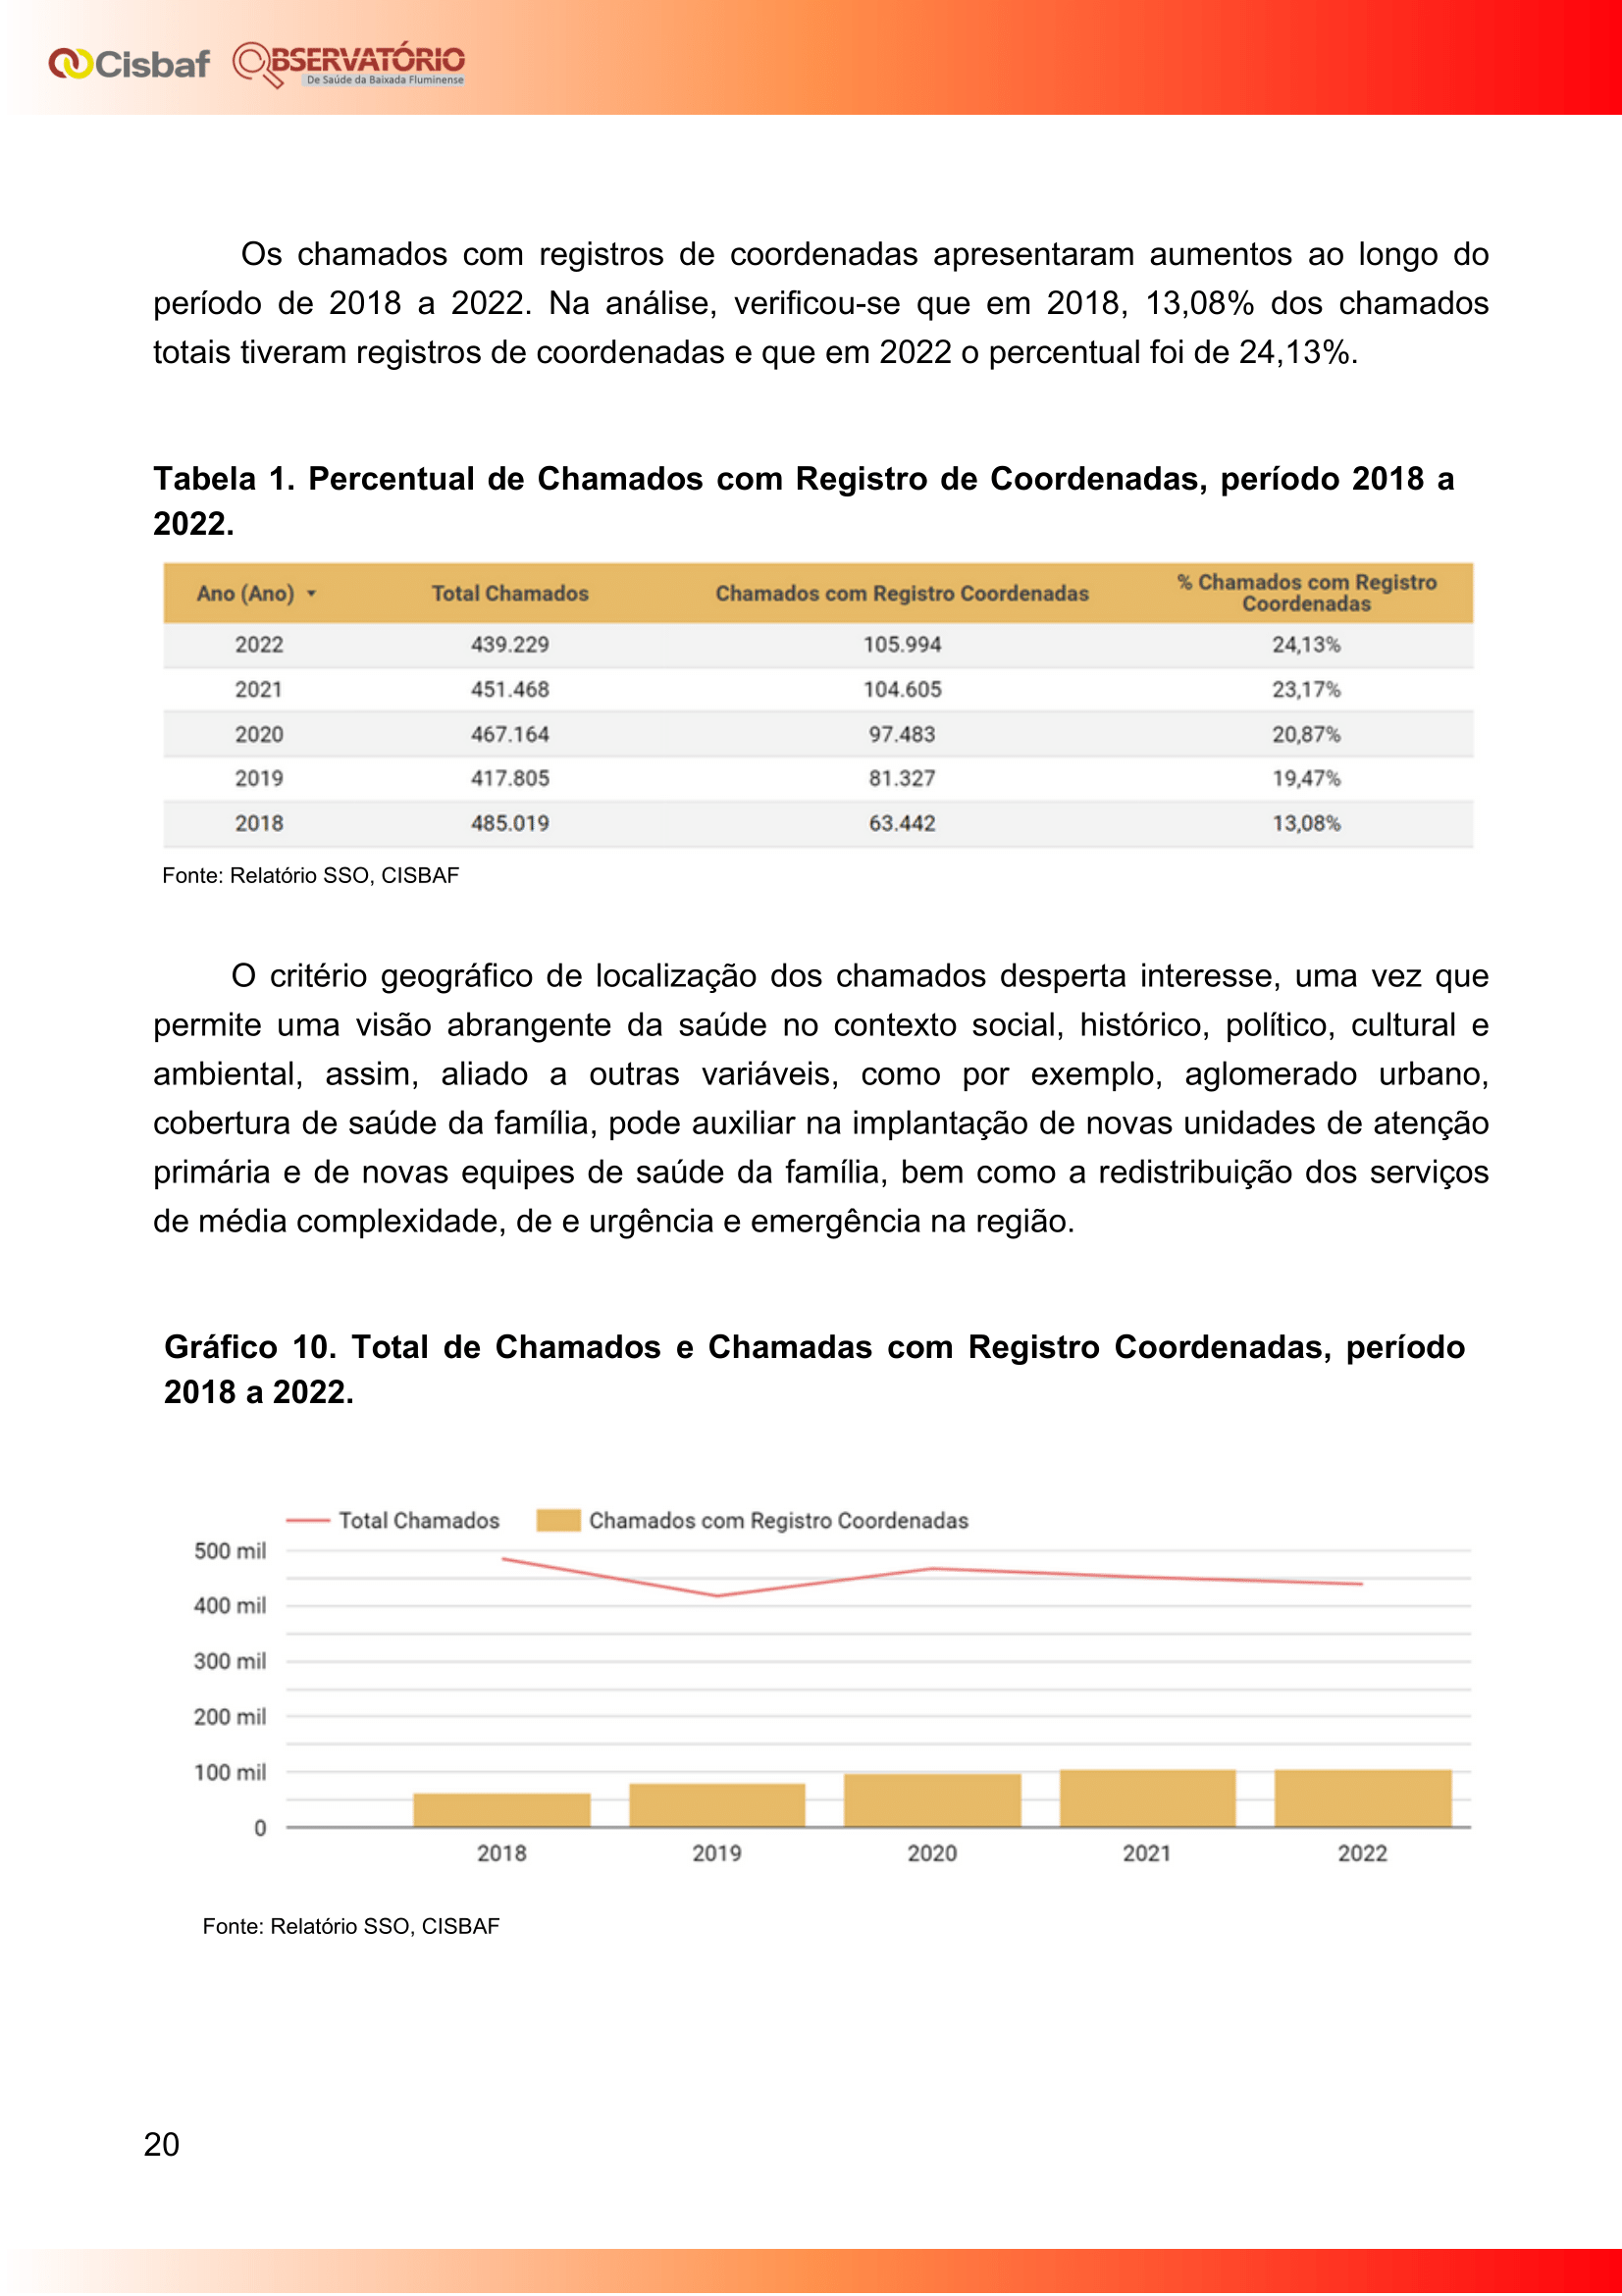 Cisbaf OBSERVATÓRIO
De Saúde da Baixada Fluminense
Os chamados com registros de coordenadas apresentaram aumentos ao longo do
período de 2018 a 2022. Na análise, verificou-se que em 2018, 13,08% dos chamados
totais tiveram registros de coordenadas e que em 2022 o percentual foi de 24,13%.
Tabela 1. Percentual de Chamados com Registro de Coordenadas, período 2018 a
2022.
Ano (Ano) ▼ Total Chamados Chamados com Registro Coordenadas % Chamados com Registro
Coordenadas
2022 439.229 105.994 24,13%
2021 451.468 104.605 23,17%
2020 467.164 97.483 20,87%
2019 417.805 81.327 19,47%
2018 485.019 63.442 13,08%
Fonte: Relatório SSO, CISBAF
O critério geográfico de localização dos chamados desperta interesse, uma vez que
permite uma visão abrangente da saúde no contexto social, histórico, político, cultural e
ambiental, assim, aliado a outras variáveis, como por exemplo, aglomerado urbano,
cobertura de saúde da família, pode auxiliar na implantação de novas unidades de atenção
primária e de novas equipes de saúde da família, bem como a redistribuição dos serviços
de média complexidade, de e urgência e emergência na região.
Gráfico 10. Total de Chamados e Chamadas com Registro Coordenadas, período
2018 a 2022.
Total Chamados Chamados com Registro Coordenadas
500 mil
400 mil
300 mil
200 mil
100 mil
0
2018 2019 2020 2021 2022
Fonte: Relatório SSO, CISBAF
20